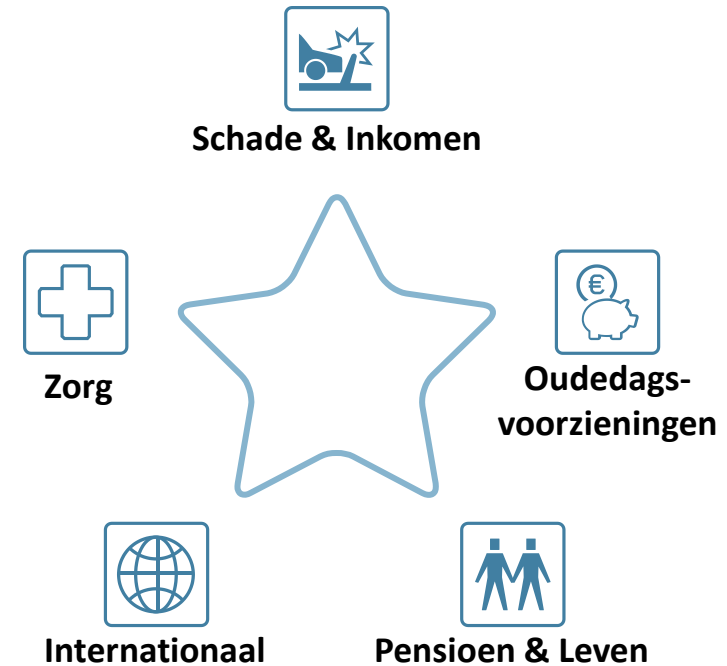 Schade & Inkomen
Zorg
€
Oudedags-
voorzieningen
Internationaal
Pensioen & Leven